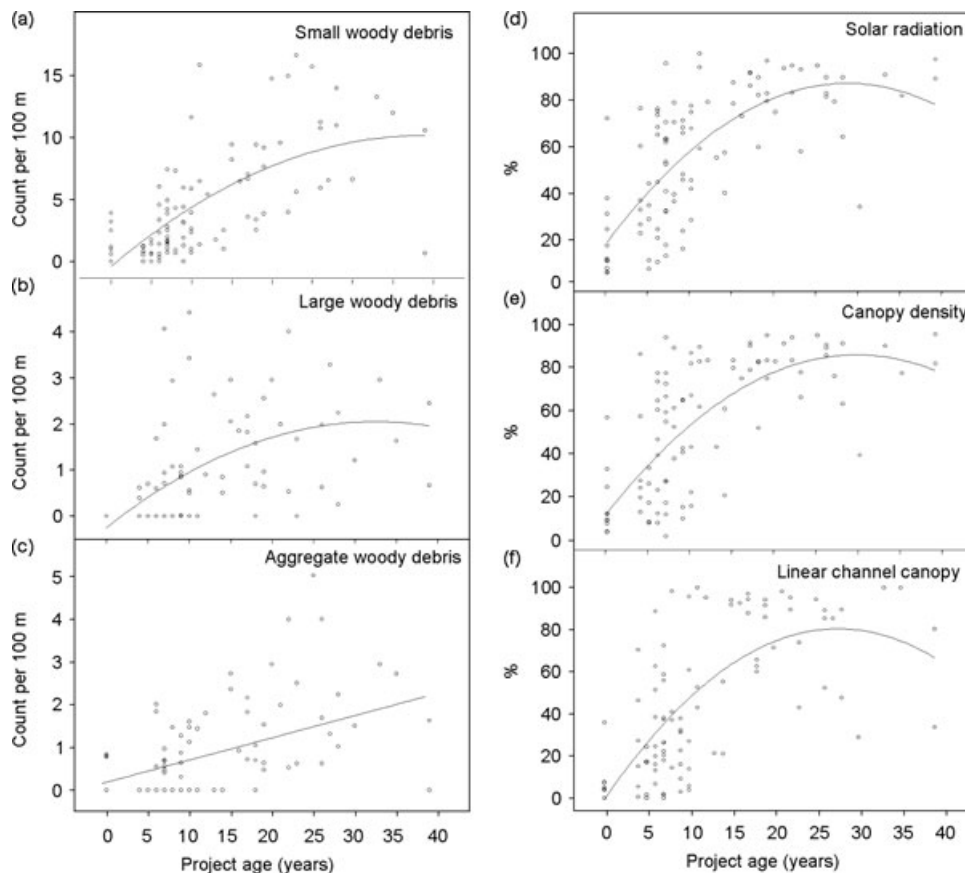 (a)
Small woody debris
Count per 100 m
15
10
5
0
(b)
Large woody debris
Count per 100 m
4
3
2
1
0
(c)
Aggregate woody debris
Count per 100 m
5
4
3
2
1
0
0 5 10 15 20 25 30 35 40
Project age (years)
(d)
Solar radiation
%
100
80
60
40
20
0
(e)
Canopy density
%
100
80
60
40
20
0
(f)
Linear channel canopy
%
100
80
60
40
20
0
0 5 10 15 20 25 30 35 40
Project age (years)